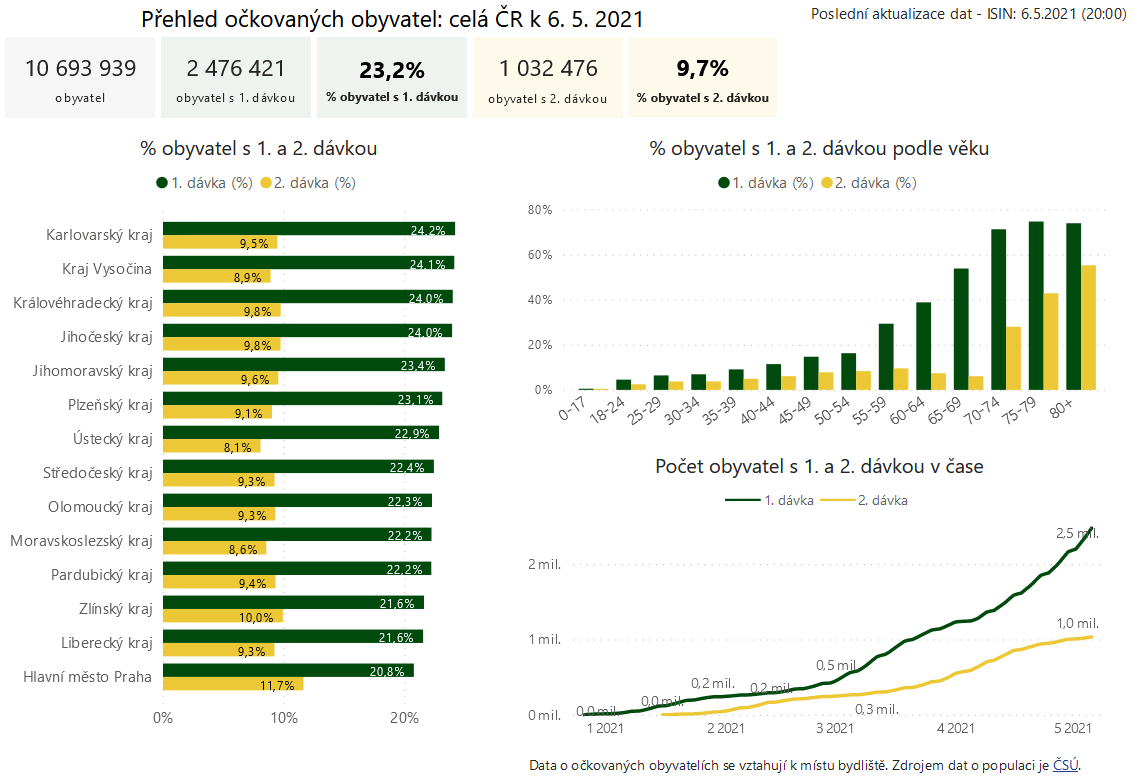 Přehled očkovaných obyvatel: celá ČR k 6. 5. 2021
Poslední aktualizace dat - ISIN: 6.5.2021 (20:00)
10 693 939
obyvatel
2 476 421
obyvatel s 1. dávkou
23,2%
% obyvatel s 1. dávkou
1 032 476
obyvatel s 2. dávkou
9,7%
% obyvatel s 2. dávkou
% obyvatel s 1. a 2. dávkou
1. dávka (%) 2. dávka (%)
Karlovarský kraj 24,2%
9,5%
Kraj Vysočina 24,1%
8,9%
Královéhradecký kraj 24,0%
9,8%
Jihočeský kraj 24,0%
9,8%
Jihomoravský kraj 23,4%
9,6%
Plzeňský kraj 23,1%
9,1%
Ústecký kraj 22,9%
8,1%
Středočeský kraj 22,4%
9,3%
Olomoucký kraj 22,3%
9,3%
Moravskoslezský kraj 22,2%
8,6%
Pardubický kraj 22,2%
9,4%
Zlínský kraj 21,6%
10,0%
Liberecký kraj 21,6%
9,3%
Hlavní město Praha 20,8%
11,7%
0% 10% 20%
% obyvatel s 1. a 2. dávkou podle věku
1. dávka (%) 2. dávka (%)
80%
60%
40%
20%
0%
0-17 18-24 25-29 30-34 35-39 40-44 45-49 50-54 55-59 60-64 65-69 70-74 75-79 80+
Počet obyvatel s 1. a 2. dávkou v čase
1. dávka 2. dávka
2,5 mil.
2 mil.
1,0 mil.
1 mil.
0,5 mil.
0,2 mil.
0,2 mil.
0,0 mil.
0,0 mil.
0,3 mil.
0 mil.
1 2021 2 2021 3 2021 4 2021 5 2021
Data o očkovaných obyvatelích se vztahují k místu bydliště. Zdrojem dat o populaci je ČSÚ.